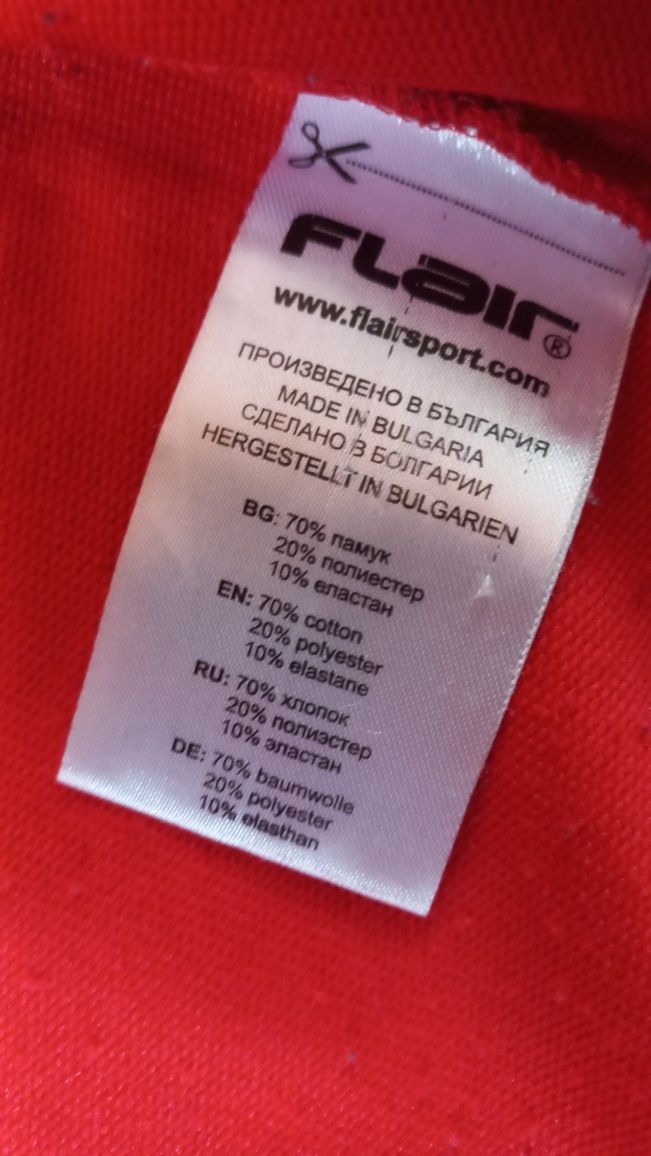 FLair®
www.flairsport.com
ПРОИЗВЕДЕНО В БЪЛГАРИЯ
MADE IN BULGARIA
СДЕЛАНО В БОЛГАРИИ
HERGESTELLT IN BULGARIEN
BG: 70% памук
20% полиестер
10% еластан
EN: 70% cotton
20% polyester
10% elastane
RU: 70% хлопок
20% полиэстер
10% эластан
DE: 70% baumwolle
20% polyester
10% elasthan